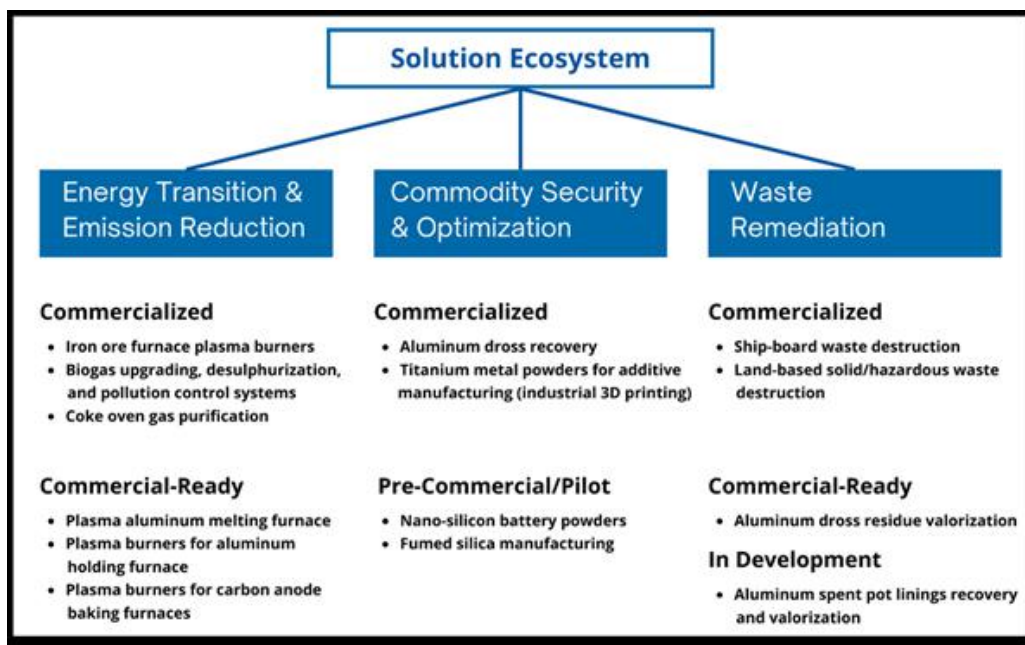 Solution Ecosystem
Energy Transition &
Emission Reduction
Commercialized
• Iron ore furnace plasma burners
• Biogas upgrading, desulphurization,
and pollution control systems
• Coke oven gas purification
Commercial-Ready
• Plasma aluminum melting furnace
• Plasma burners for aluminum
holding furnace
• Plasma burners for carbon anode
baking furnaces
Commodity Security
& Optimization
Commercialized
• Aluminum dross recovery
• Titanium metal powders for additive
manufacturing (industrial 3D printing)
Pre-Commercial/Pilot
• Nano-silicon battery powders
• Fumed silica manufacturing
Waste
Remediation
Commercialized
• Ship-board waste destruction
• Land-based solid/hazardous waste
destruction
Commercial-Ready
• Aluminum dross residue valorization
In Development
• Aluminum spent pot linings recovery
and valorization